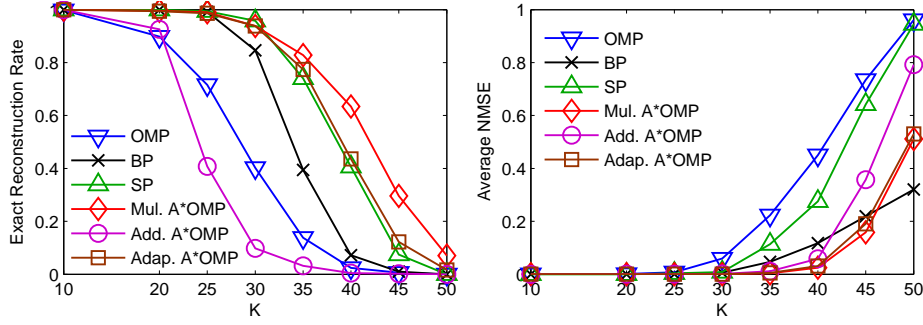 Exact Reconstruction Rate
0.8
0.6
0.4
0.2
0
10
20
25
30
35
40
45
50
K
OMP
BP
SP
Mul. A*OMP
Add. A*OMP
Adap. A*OMP
Average NMSE
1
0.8
0.6
0.4
0.2
0
10
20
25
30
35
40
45
50
K
OMP
BP
SP
Mul. A*OMP
Add. A*OMP
Adap. A*OMP